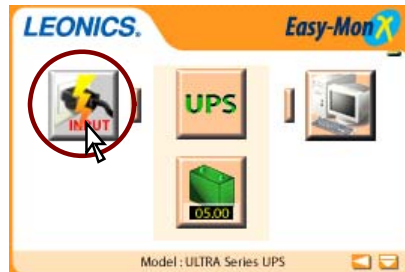 LEONICS. Easy-MonX
INPUT
UPS
05.00
Model : ULTRA Series UPS